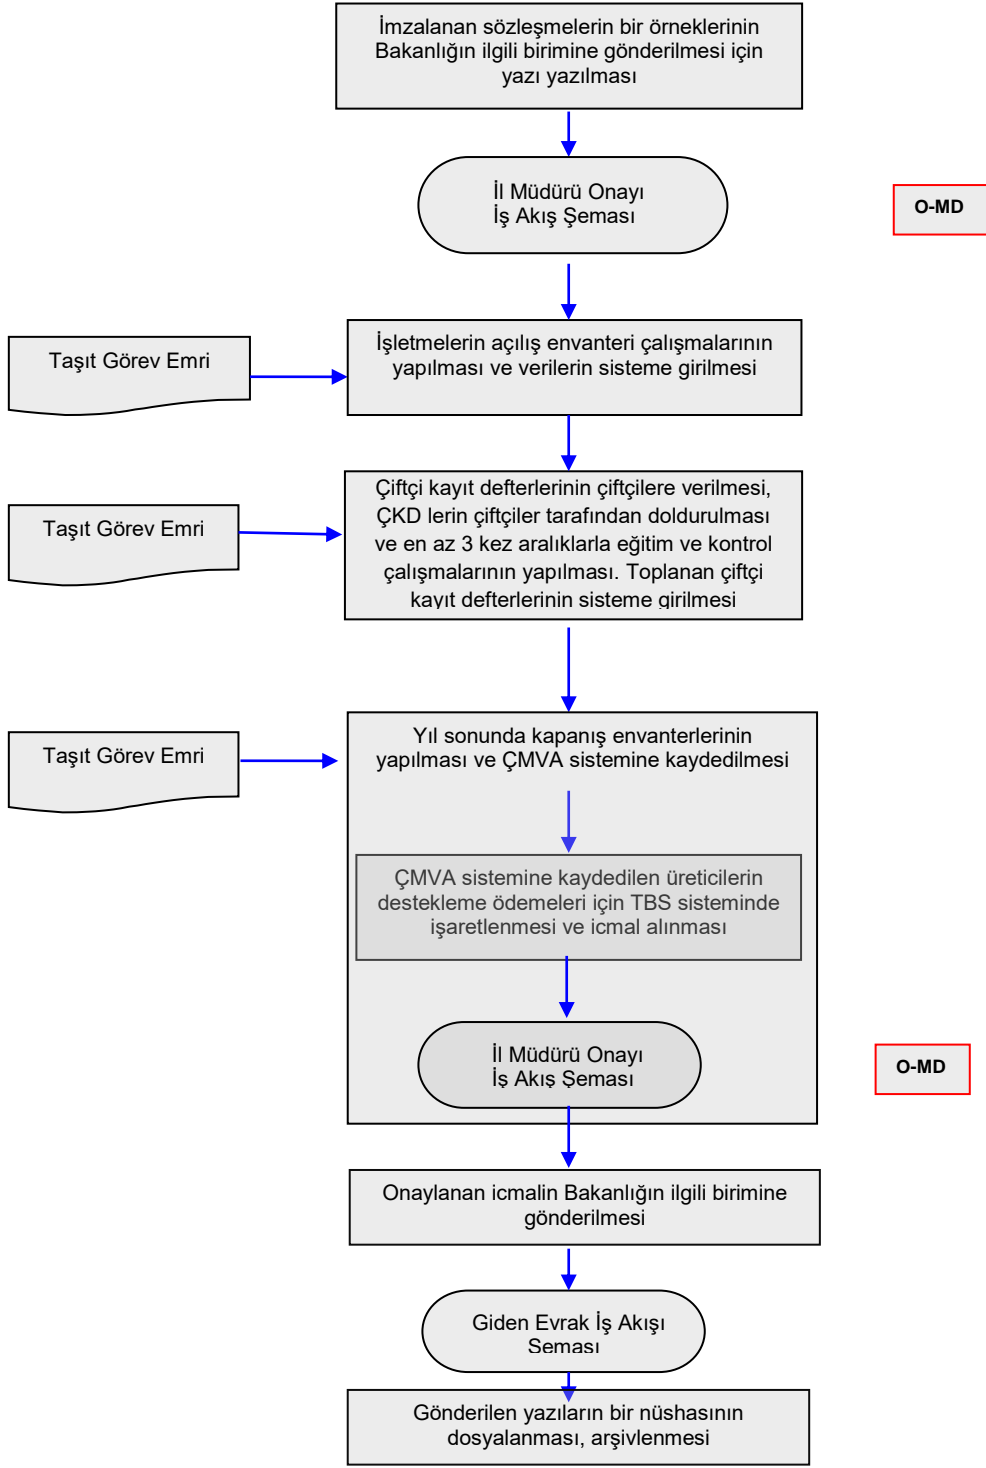 İmzalanan sözleşmelerin bir örneklerinin
Bakanlığın ilgili birimine gönderilmesi için
yazı yazılması
İl Müdürü Onayı
İş Akış Şeması
O-MD
Taşıt Görev Emri
İşletmelerin açılış envanteri çalışmalarının
yapılması ve verilerin sisteme girilmesi
Taşıt Görev Emri
Çiftçi kayıt defterlerinin çiftçilere verilmesi,
ÇKD lerin çiftçiler tarafından doldurulması
ve en az 3 kez aralıklarla eğitim ve kontrol
çalışmalarının yapılması. Toplanan çiftçi
kayıt defterlerinin sisteme girilmesi
Taşıt Görev Emri
Yıl sonunda kapanış envanterlerinin
yapılması ve ÇMVA sistemine kaydedilmesi
ÇMVA sistemine kaydedilen üreticilerin
destekleme ödemeleri için TBS sisteminde
işaretlenmesi ve icmal alınması
İl Müdürü Onayı
İş Akış Şeması
O-MD
Onaylanan icmalin Bakanlığın ilgili birimine
gönderilmesi
Giden Evrak İş Akışı
Şeması
Gönderilen yazıların bir nüshasının
dosyalanması, arşivlenmesi